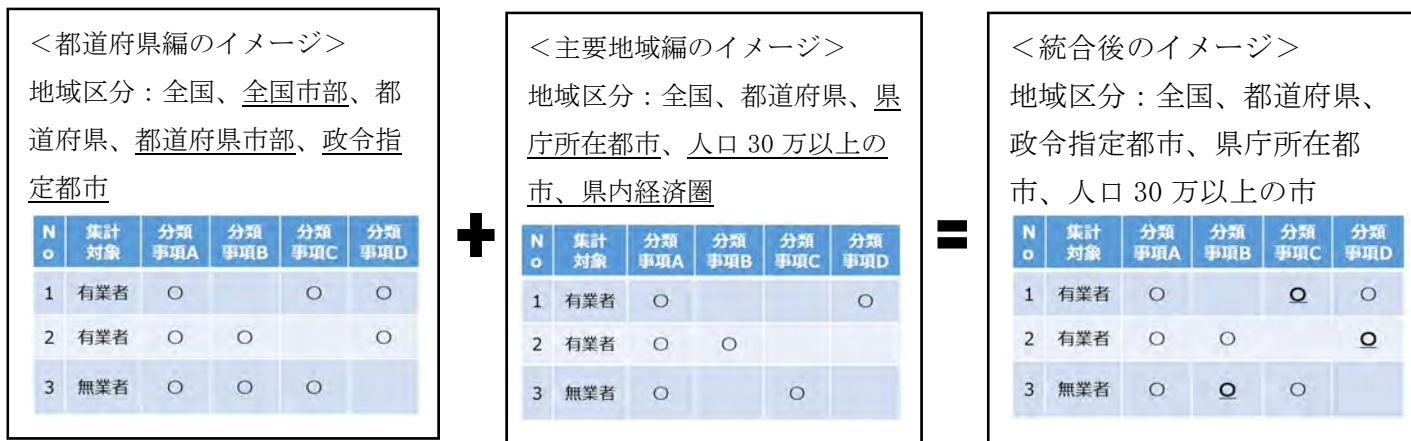 ＜都道府県編のイメージ＞
地域区分：全国、全国市部、都
道府県、都道府県市部、政令指
定都市
No 集計対象 分類事項A 分類事項B 分類事項C 分類事項D
1 有業者 ○ ○ ○
2 有業者 ○ ○ ○
3 無業者 ○ ○ ○
＋
＜主要地域編のイメージ＞
地域区分：全国、都道府県、県
庁所在都市、人口 30 万以上の
市、県内経済圏
No 集計対象 分類事項A 分類事項B 分類事項C 分類事項D
1 有業者 ○ ○
2 有業者 ○ ○
3 無業者 ○ ○
＝
＜統合後のイメージ＞
地域区分：全国、都道府県、
政令指定都市、県庁所在都
市、人口 30 万以上の市
No 集計対象 分類事項A 分類事項B 分類事項C 分類事項D
1 有業者 ○ ○ ○
2 有業者 ○ ○ ○
3 無業者 ○ ○ ○